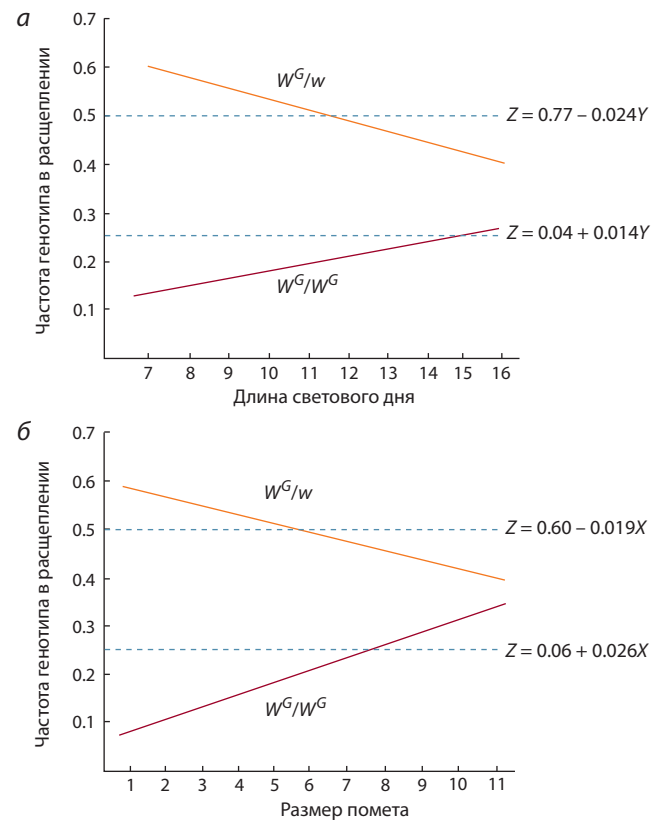 а
0.7
0.6
0.5
0.4
0.3
0.2
0.1
Частота генотипа в расщеплении
W^G/w
Z = 0.77 – 0.024Y
Z = 0.04 + 0.014Y
W^G/W^G
7 8 9 10 11 12 13 14 15 16
Длина светового дня
б
0.7
0.6
0.5
0.4
0.3
0.2
0.1
Частота генотипа в расщеплении
W^G/w
Z = 0.60 – 0.019X
Z = 0.06 + 0.026X
W^G/W^G
1 2 3 4 5 6 7 8 9 10 11
Размер помета